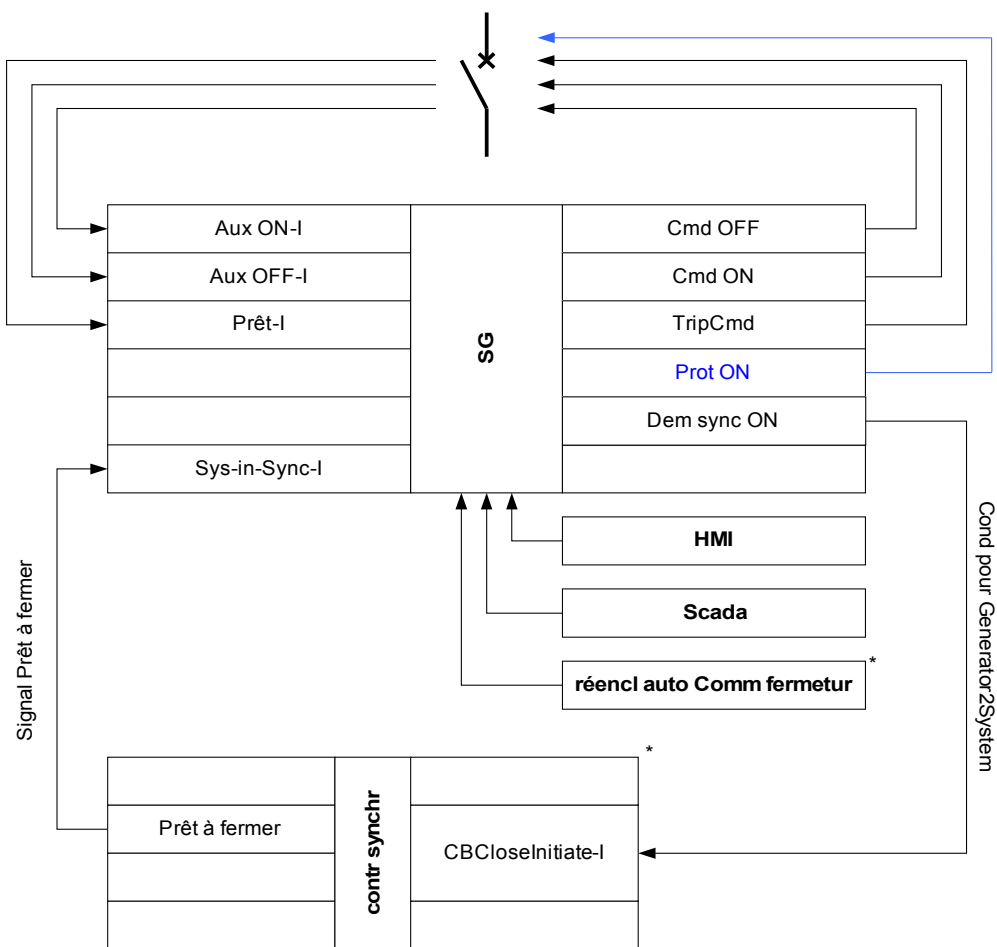 Aux ON-I
Cmd OFF
Aux OFF-I
Cmd ON
Prêt-I
SG
TripCmd
Prot ON
Dem sync ON
Sys-in-Sync-I
HMI
Scada
réencl auto Comm fermetur *
Cond pour Generator2System
Signal Prêt à fermer
*
Prêt à fermer
contr synchr
CBCloseInitiate-I